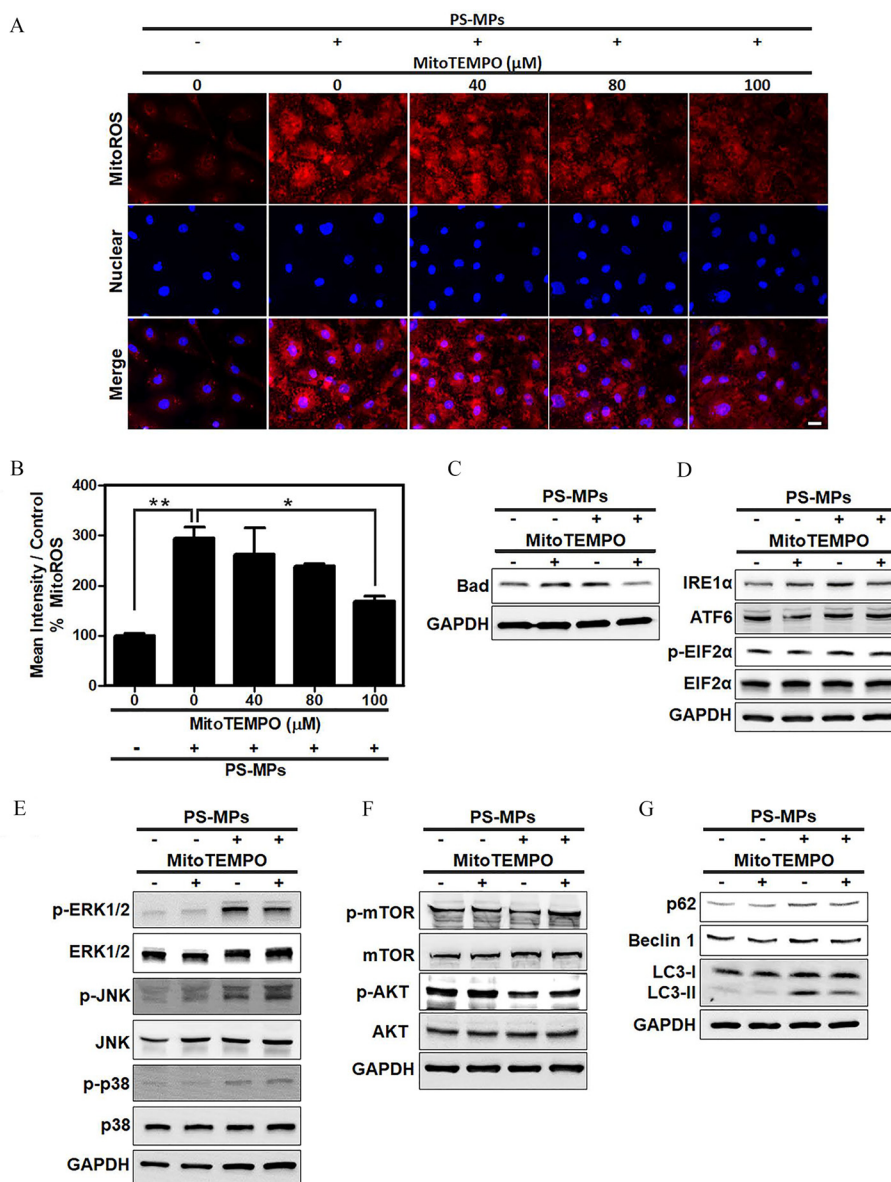 A
PS-MPs
- + + + +
MitoTEMPO (μM)
0 0 40 80 100
MitoROS
Nuclear
Merge
B
Mean Intensity / Control
% MitoROS
400
300
200
100
0
** *
0 0 40 80 100
MitoTEMPO (μM)
- + + + +
PS-MPs
C
PS-MPs
- - + +
MitoTEMPO
- + - +
Bad
GAPDH
D
PS-MPs
- - + +
MitoTEMPO
- + - +
IRE1α
ATF6
p-EIF2α
EIF2α
GAPDH
E
PS-MPs
- - + +
MitoTEMPO
- + - +
p-ERK1/2
ERK1/2
p-JNK
JNK
p-p38
p38
GAPDH
F
PS-MPs
- - + +
MitoTEMPO
- + - +
p-mTOR
mTOR
p-AKT
AKT
GAPDH
G
PS-MPs
- - + +
MitoTEMPO
- + - +
p62
Beclin 1
LC3-I
LC3-II
GAPDH